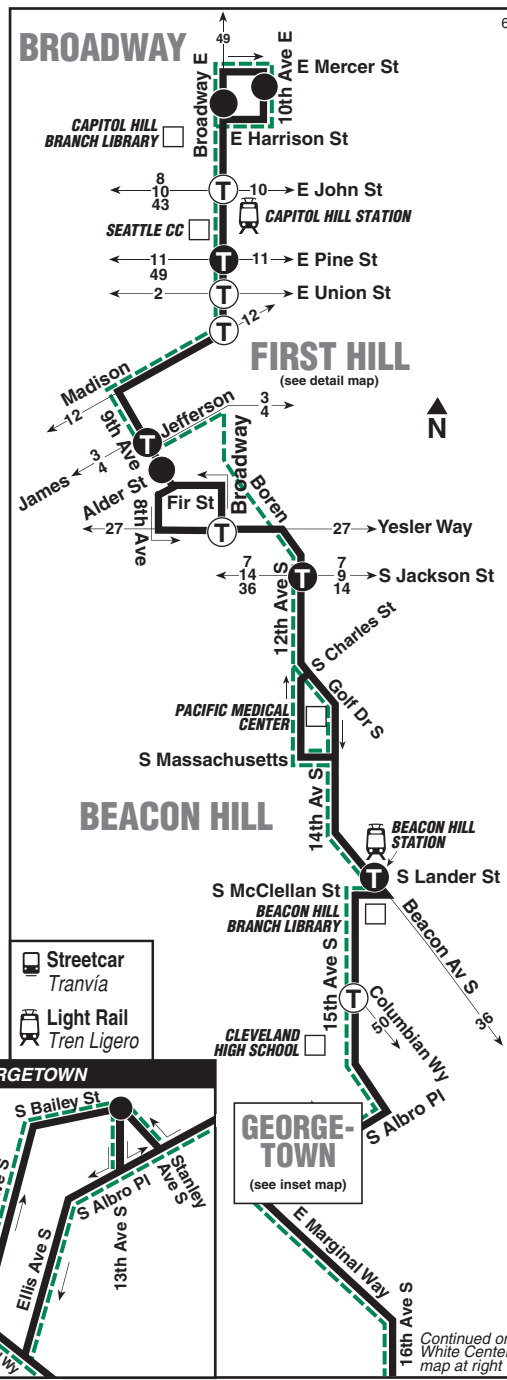 6
BROADWAY
49
E Mercer St
Broadway E
10th Ave E
CAPITOL HILL
BRANCH LIBRARY
E Harrison St
8
10
43
T
10
E John St
CAPITOL HILL STATION
SEATTLE CC
11
49
T
11
E Pine St
2
T
E Union St
T
12
FIRST HILL
(see detail map)
Madison
12
9th Ave
T
Jefferson
3
4
N
James
3
4
Alder St
8th Ave
Fir St
Broadway
Boren
27
T
27
Yesler Way
7
14
36
T
7
9
14
S Jackson St
12th Ave S
S Charles St
Golf Dr S
PACIFIC MEDICAL
CENTER
S Massachusetts
14th Av S
BEACON HILL
BEACON HILL
STATION
T
S Lander St
S McClellan St
BEACON HILL
BRANCH LIBRARY
Beacon Av S
36
15th Ave S
T
Columbian Wy
50
Streetcar
Tranvía
Light Rail
Tren Ligero
CLEVELAND
HIGH SCHOOL
S Albro Pl
RGETOWN
S Bailey St
S Albro Pl
Stanley
Ave S
13th Ave S
Ellis Ave S
Wy
GEORGE-
TOWN
(see inset map)
E Marginal Way
16th Ave S
Continued on
White Center
map at right